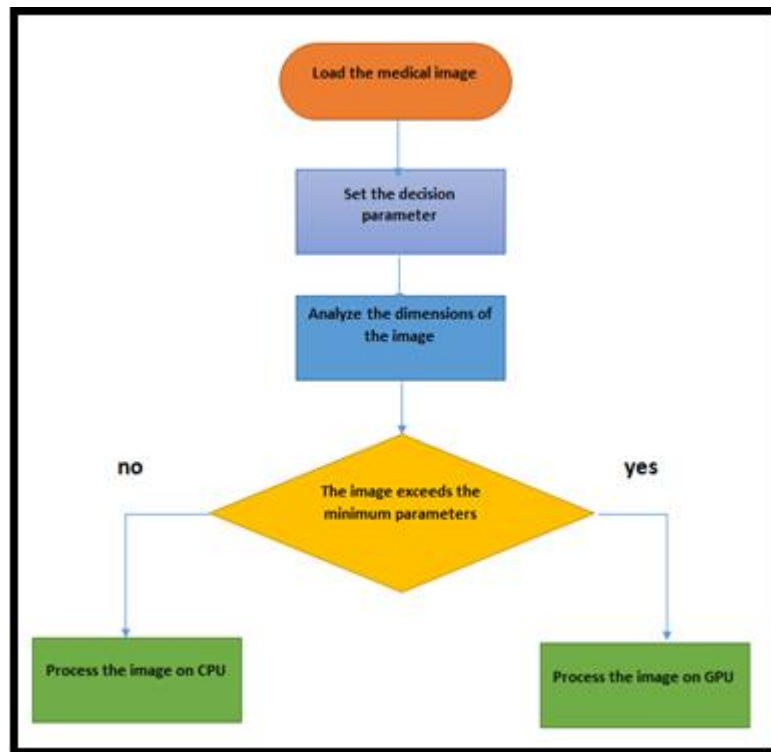 Load the medical image
Set the decision
parameter
Analyze the dimensions of
the image
no
yes
The image exceeds the
minimum parameters
Process the image on CPU
Process the image on GPU